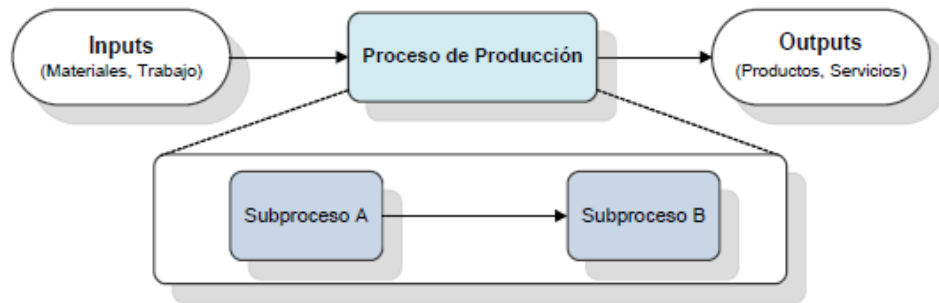 Inputs
(Materiales, Trabajo)
Proceso de Producción
Outputs
(Productos, Servicios)
Subproceso A
Subproceso B